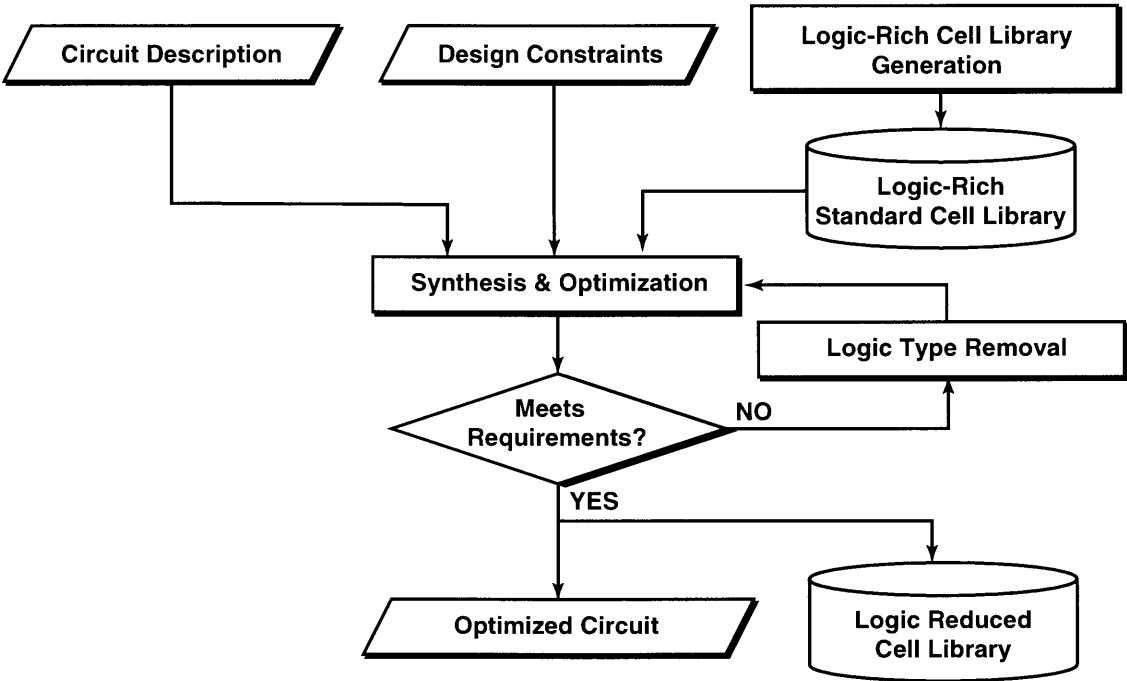 Circuit Description
Design Constraints
Logic-Rich Cell Library
Generation
Logic-Rich
Standard Cell Library
Synthesis & Optimization
Logic Type Removal
Meets
Requirements?
NO
YES
Optimized Circuit
Logic Reduced
Cell Library